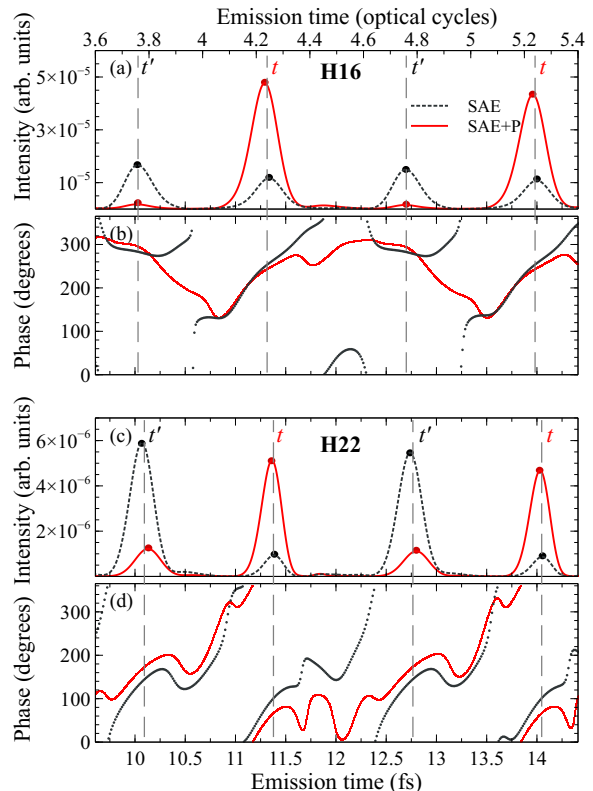 Emission time (optical cycles)
3.6 3.8 4 4.2 4.4 4.6 4.8 5 5.2 5.4
(a) t' t H16 t' t
Intensity (arb. units)
5×10⁻⁵
3×10⁻⁵
10⁻⁵
SAE
SAE+P
(b)
Phase (degrees)
300
200
100
0
(c) t' t H22 t' t
Intensity (arb. units)
6×10⁻⁶
4×10⁻⁶
2×10⁻⁶
(d)
Phase (degrees)
300
200
100
0
10 10.5 11 11.5 12 12.5 13 13.5 14
Emission time (fs)